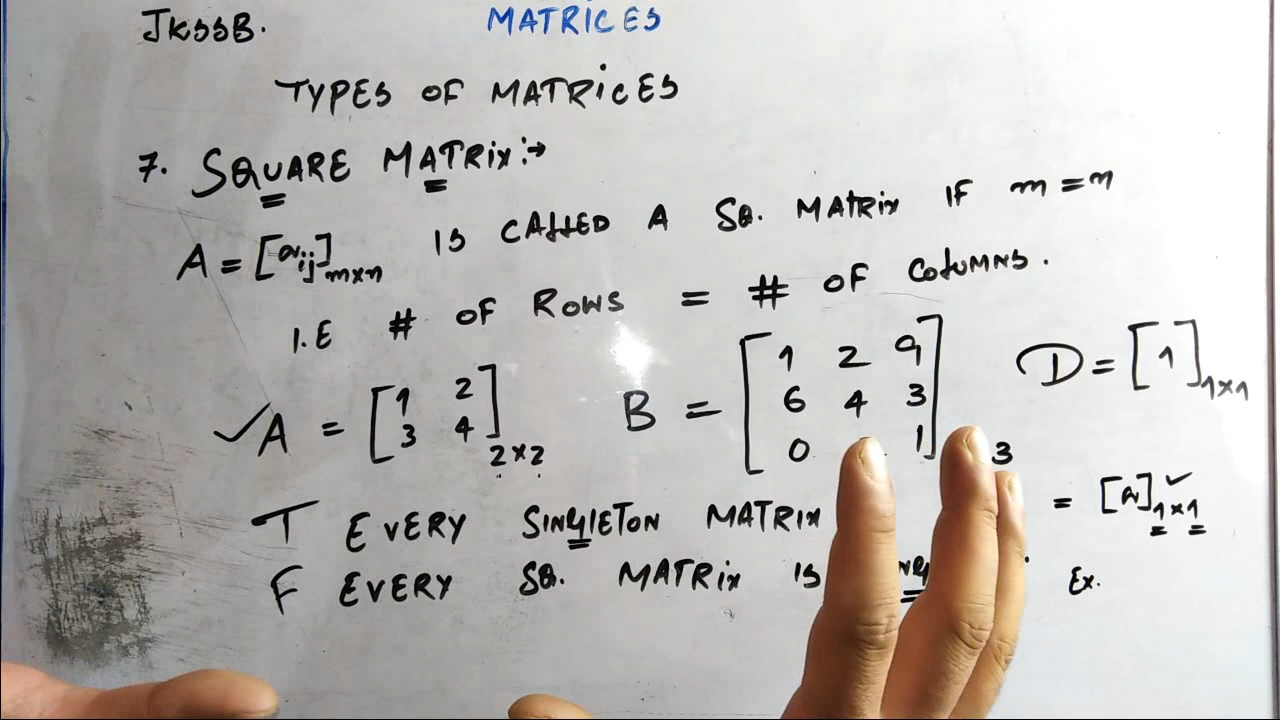 JKSSB. MATRICES
TYPES OF MATRICES
7. SQUARE MATRIX:→
A = [aij]m×n IS CALLED A SQ. MATRIX IF m = n
I.E # OF ROWS = # OF COLUMNS.
✓A = [1 2
3 4]2×2
B = [1 2 9
6 4 3
0 1] 3
D = [1]1×1
T EVERY SINGLETON MATRIX = [a]1×1 ✓
F EVERY SQ. MATRIX IS Ex.